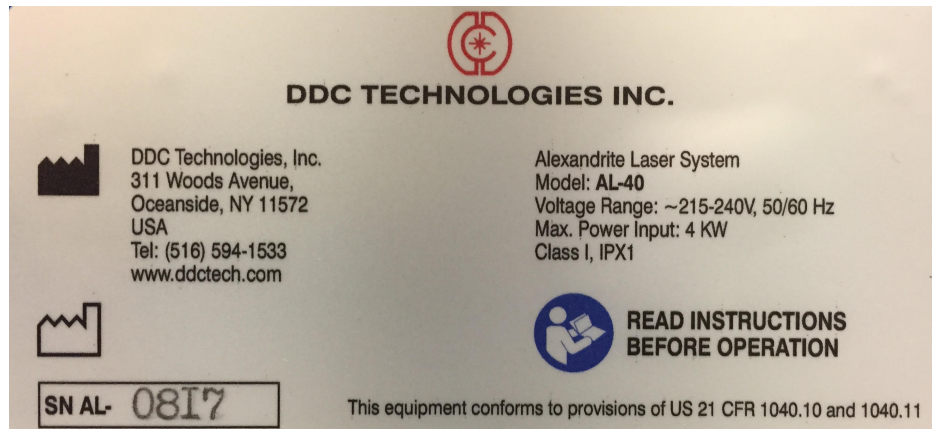 DDC TECHNOLOGIES INC.
DDC Technologies, Inc.
311 Woods Avenue,
Oceanside, NY 11572
USA
Tel: (516) 594-1533
www.ddctech.com
Alexandrite Laser System
Model: AL-40
Voltage Range: ~215-240V, 50/60 Hz
Max. Power Input: 4 KW
Class I, IPX1
READ INSTRUCTIONS
BEFORE OPERATION
SN AL- 08I7
This equipment conforms to provisions of US 21 CFR 1040.10 and 1040.11